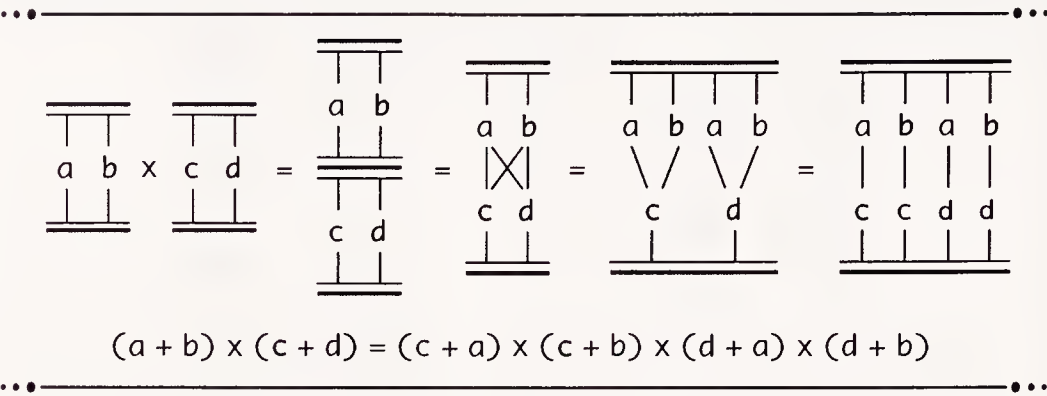 a b x c d =
a b
c d
=
a b
c d
=
a b a b
c d
=
a b a b
c c d d
(a + b) x (c + d) = (c + a) x (c + b) x (d + a) x (d + b)